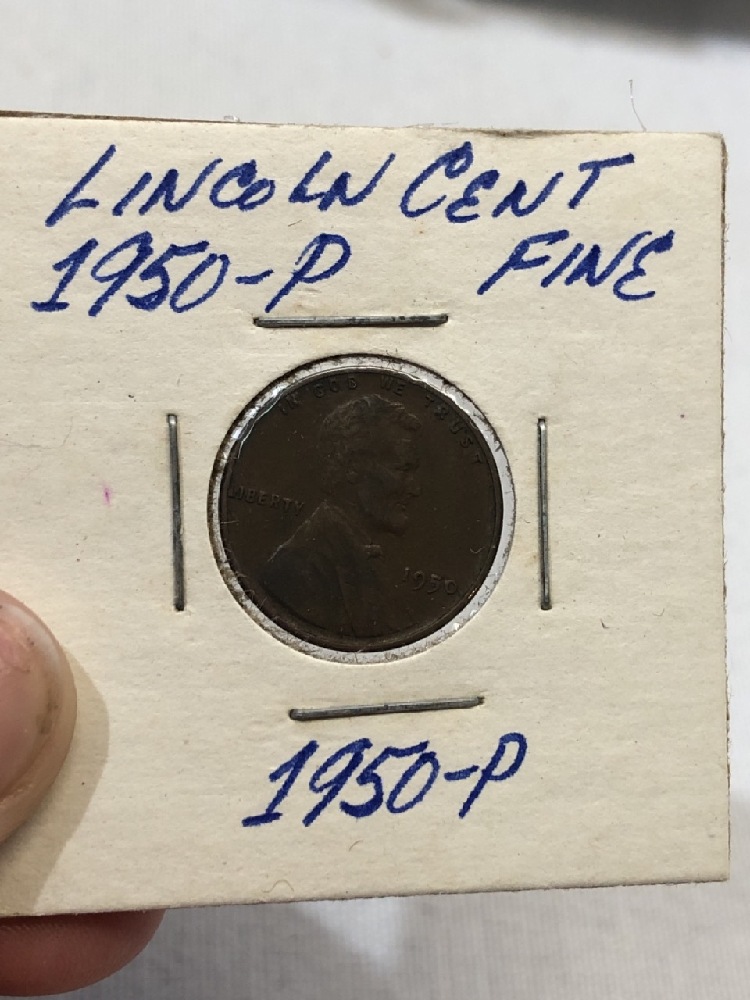 LINCOLN CENT
1950-P FINE
IN GOD WE TRUST
LIBERTY
1950
1950-P